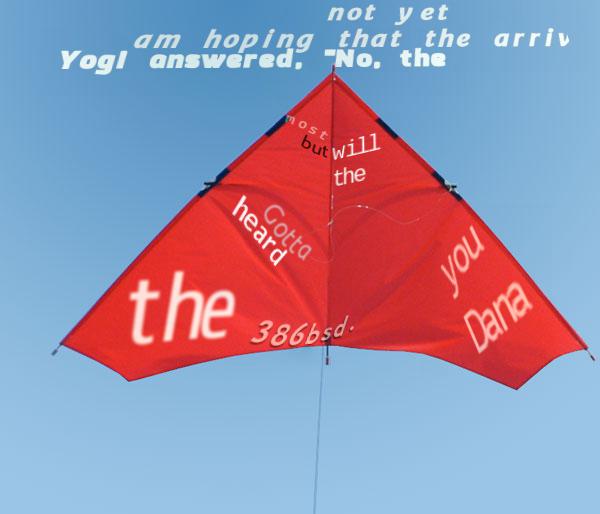 not yet
am hoping that the arriv
YogI answered, "No, the
most
but
will
the
Gotta
heard
you
Dana
the
386bsd.